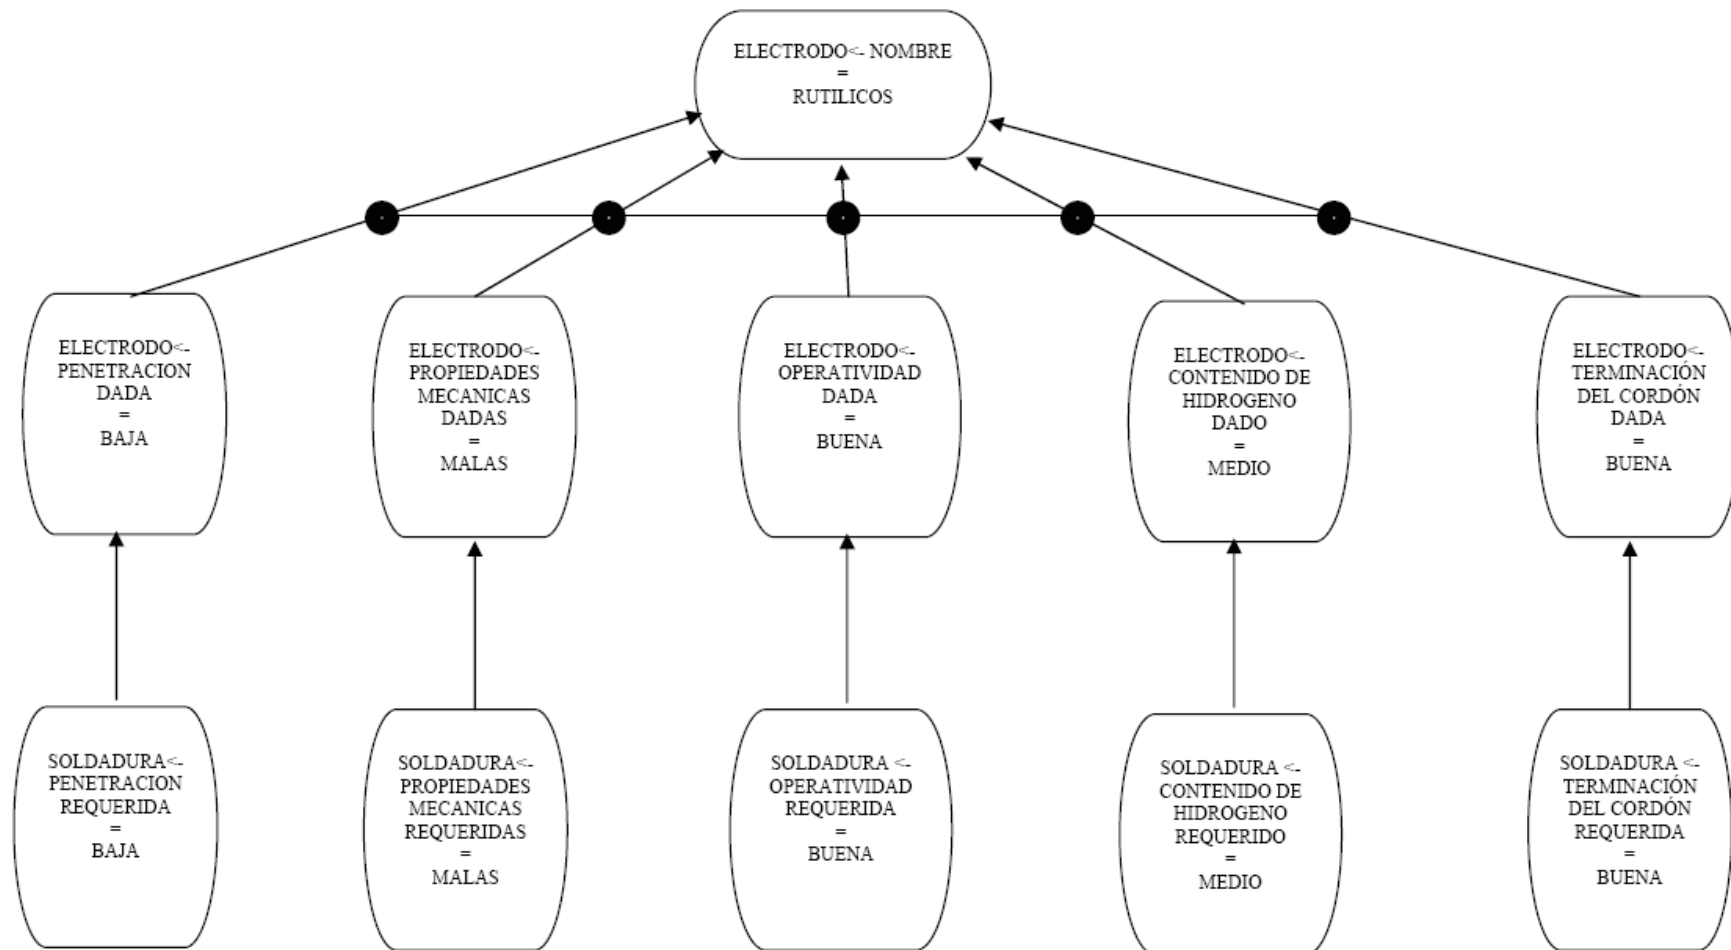 ELECTRODO<- NOMBRE
=
RUTILICOS
ELECTRODO<-
PENETRACION
DADA
=
BAJA
ELECTRODO<-
PROPIEDADES
MECANICAS
DADAS
=
MALAS
ELECTRODO<-
OPERATIVIDAD
DADA
=
BUENA
ELECTRODO<-
CONTENIDO DE
HIDROGENO
DADO
=
MEDIO
ELECTRODO<-
TERMINACIÓN
DEL CORDÓN
DADA
=
BUENA
SOLDADURA<-
PENETRACION
REQUERIDA
=
BAJA
SOLDADURA<-
PROPIEDADES
MECANICAS
REQUERIDAS
=
MALAS
SOLDADURA <-
OPERATIVIDAD
REQUERIDA
=
BUENA
SOLDADURA <-
CONTENIDO DE
HIDROGENO
REQUERIDO
=
MEDIO
SOLDADURA <-
TERMINACIÓN
DEL CORDÓN
REQUERIDA
=
BUENA